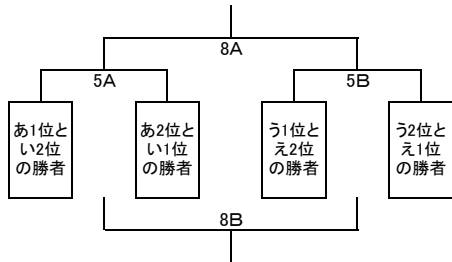 8A
5A
5B
あ1位と
い2位
の勝者
あ2位と
い1位
の勝者
う1位と
え2位
の勝者
う2位と
え1位
の勝者
8B